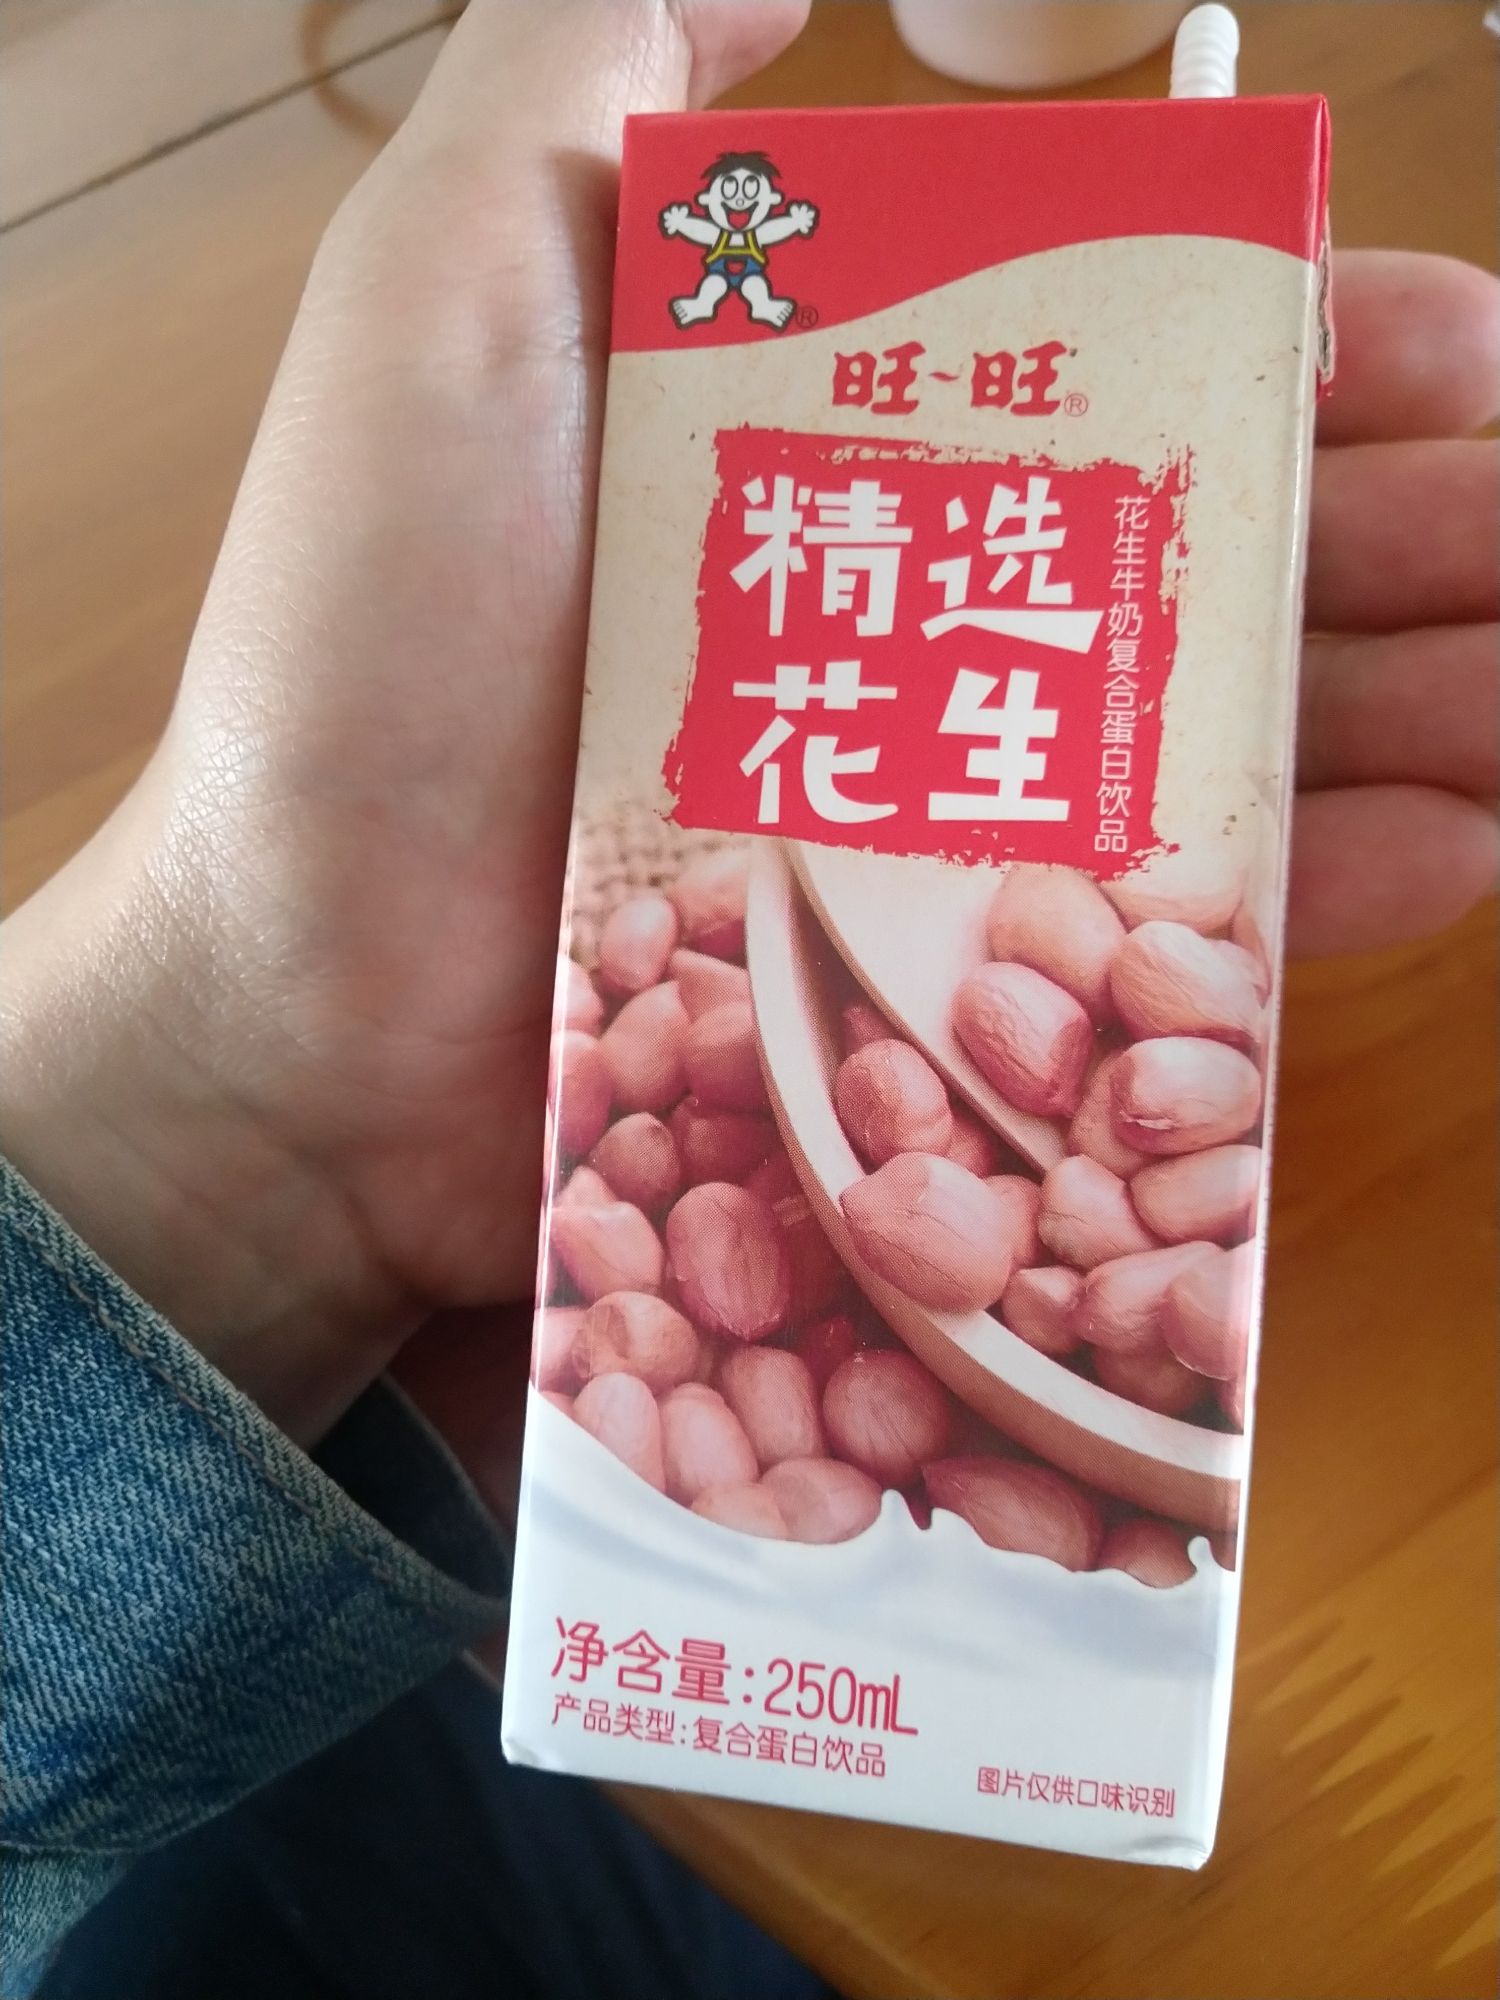 ®
旺-旺®
精选
花生
花生牛奶复合蛋白饮品
净含量:250mL
产品类型:复合蛋白饮品
图片仅供口味识别